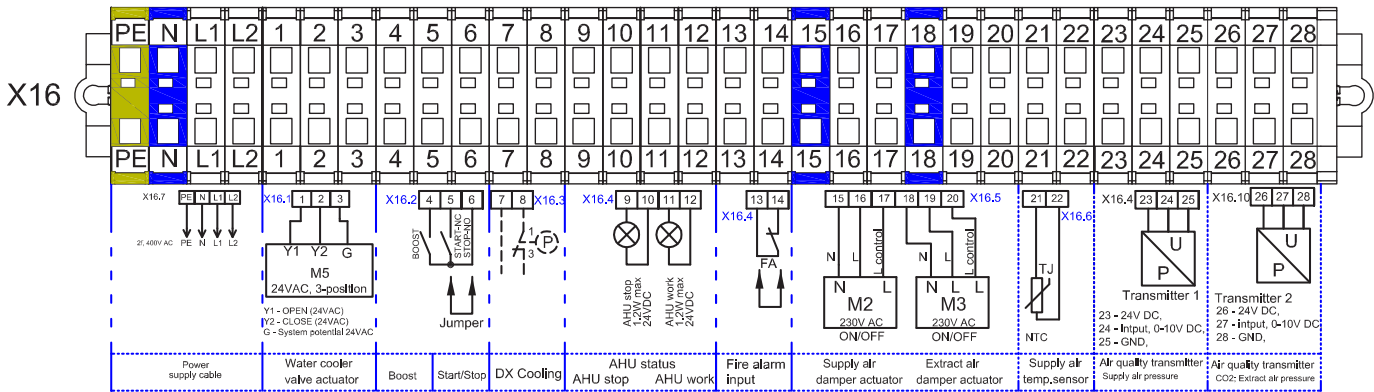 PE N L1 L2 1 2 3 4 5 6 7 8 9 10 11 12 13 14 15 16 17 18 19 20 21 22 23 24 25 26 27 28
X16
PE N L1 L2 1 2 3 4 5 6 7 8 9 10 11 12 13 14 15 16 17 18 19 20 21 22 23 24 25 26 27 28
X16.7
PE N L1 L2
PE N L1 L2
2f, 400V AC
X16.1
1 2 3
Y1 Y2 G
M5
24VAC, 3-position
Y1 - OPEN (24VAC)
Y2 - CLOSE (24VAC)
G - System potential 24VAC
X16.2
4 5 6
BOOST
START-NC
STOP-NO
Jumper
7 8
X16.3
1
3
P
X16.4
9 10 11 12
AHU stop
1,2W max
24VDC
AHU work
1,2W max
24VDC
X16.4
13 14
FA
15 16 17 18 19 20
X16.5
N L L control
M2
230V AC
ON/OFF
N L L control
M3
230V AC
ON/OFF
21 22
X16.6
TJ
NTC
X16.4
23 24 25
U
P
Transmitter 1
23 - 24V DC,
24 - Intput, 0-10V DC,
25 - GND,
X16.10
26 27 28
U
P
Transmitter 2
26 - 24V DC,
27 - intput, 0-10V DC,
28 - GND,
Power
supply cable
Water cooler
valve actuator
Boost
Start/Stop
DX Cooling
AHU status
AHU stop AHU work
Fire alarm
input
Supply air
damper actuator
Extract air
damper actuator
Supply air
temp.sensor
Air quality transmitter
Supply air pressure
Air quality transmitter
CO2; Extract air pressure